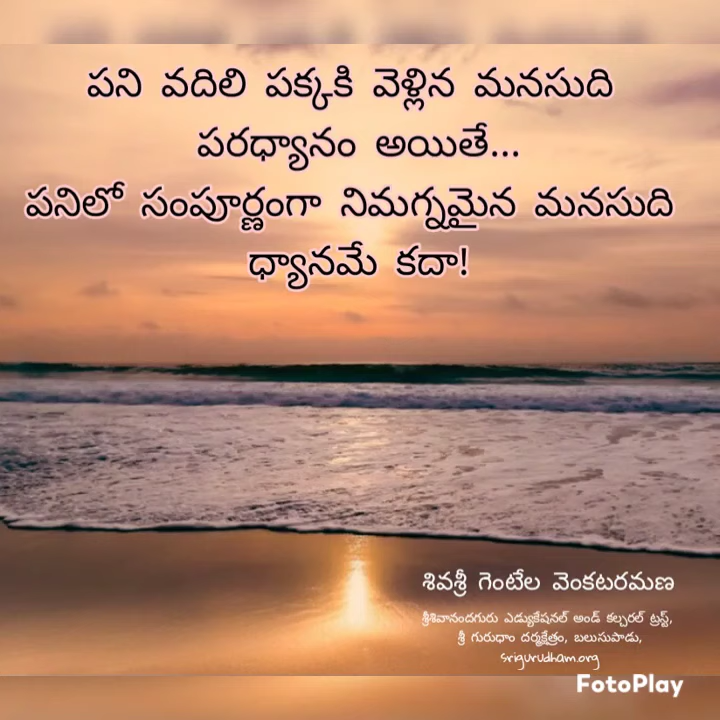 పని వదిలి పక్కకి వెళ్లిన మనసుది
పరధ్యానం అయితే...
పనిలో సంపూర్ణంగా నిమగ్నమైన మనసుది
ధ్యానమే కదా!
శివశ్రీ గెంటేల వెంకటరమణ
శ్రీశివానందగురు ఎడ్యుకేషనల్ అండ్ కల్చరల్ ట్రస్ట్,
శ్రీ గురుధాం దర్మక్షేత్రం, బలుసుపాడు,
srigurudham.org
FotoPlay